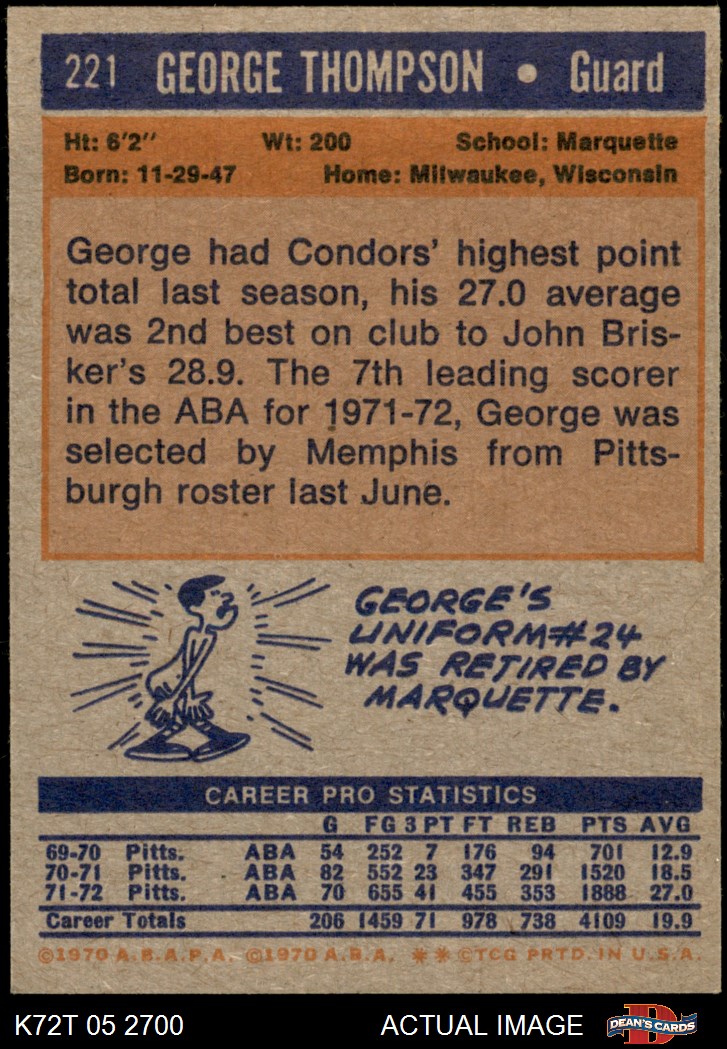 221 GEORGE THOMPSON • Guard
Ht: 6'2" Wt: 200 School: Marquette
Born: 11-29-47 Home: Milwaukee, Wisconsin
George had Condors' highest point
total last season, his 27.0 average
was 2nd best on club to John Bris-
ker's 28.9. The 7th leading scorer
in the ABA for 1971-72, George was
selected by Memphis from Pitts-
burgh roster last June.
GEORGE'S
UNIFORM #24
WAS RETIRED BY
MARQUETTE.
CAREER PRO STATISTICS
G FG 3 PT FT REB PTS AVG
69-70 Pitts. ABA 54 252 7 176 94 701 12.9
70-71 Pitts. ABA 82 552 23 347 291 1520 18.5
71-72 Pitts. ABA 70 655 41 455 353 1888 27.0
Career Totals 206 1459 71 978 738 4109 19.9
©1970 A.B.A.P.A. ©1970 A.B.A. ** ©TCG PRTD. IN U.S.A.
K72T 05 2700 ACTUAL IMAGE DEAN'S CARDS